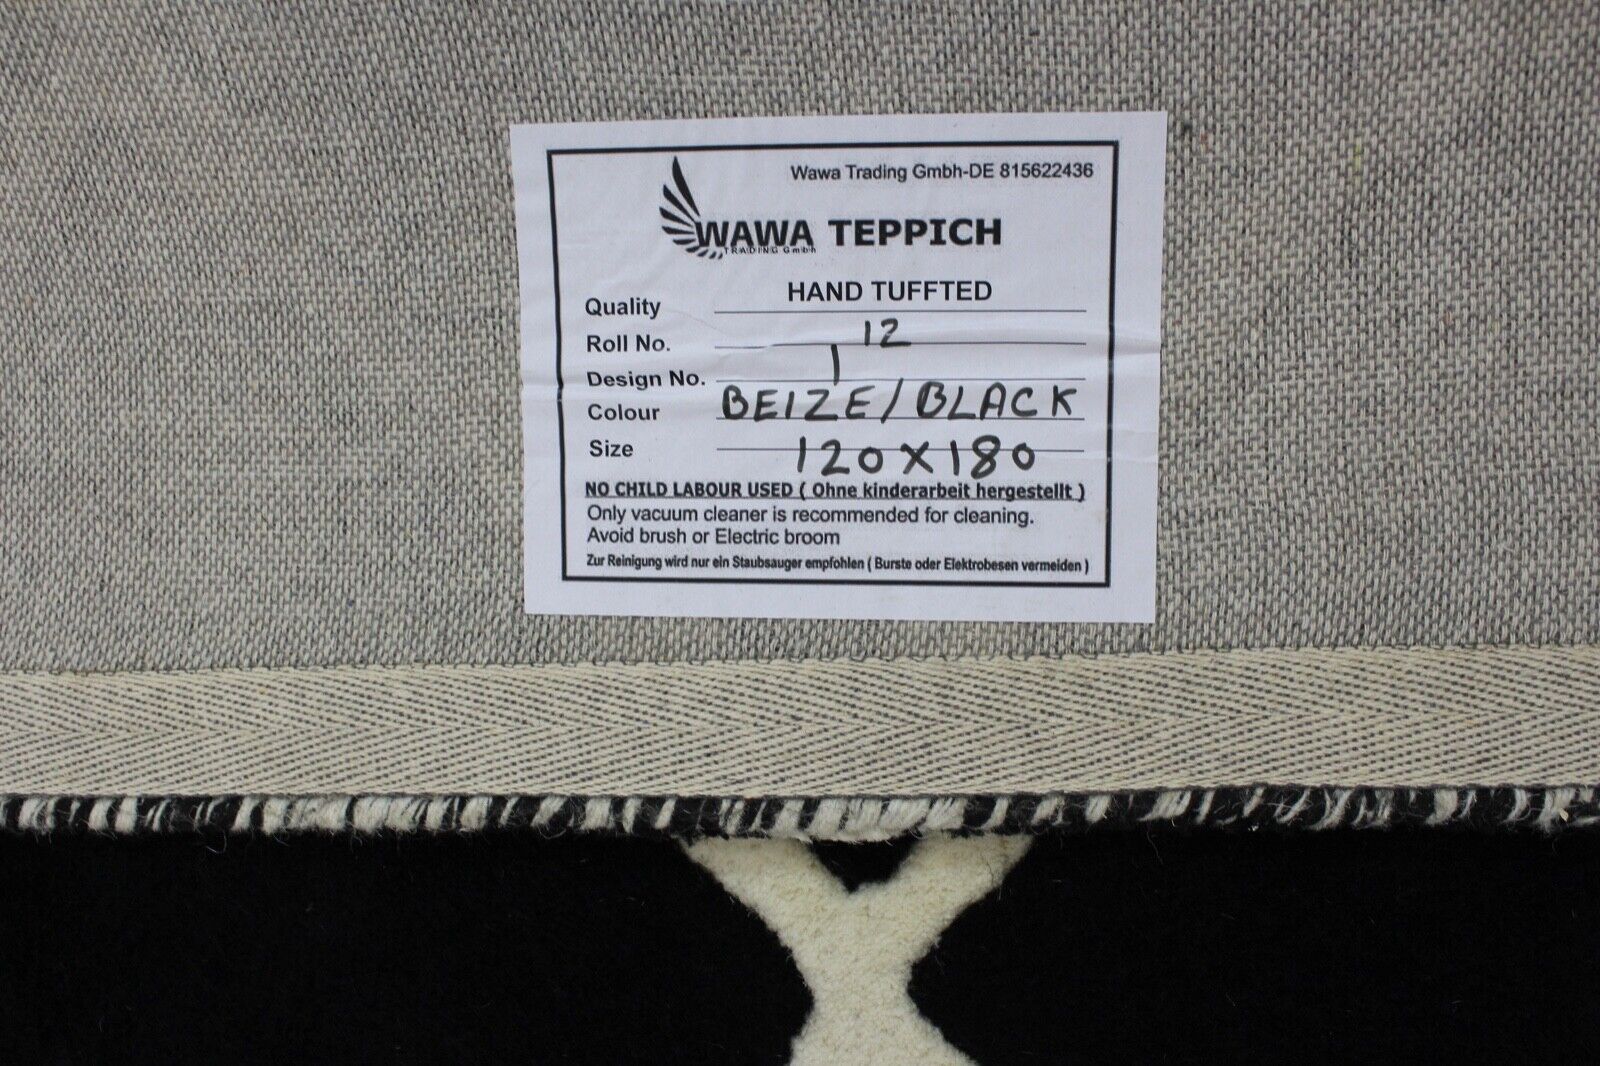 Wawa Trading Gmbh-DE 815622436
WAWA TEPPICH
TRADING Gmbh
Quality HAND TUFFTED
Roll No. 12
Design No. 1
Colour BEIZE/BLACK
Size 120X180
NO CHILD LABOUR USED ( Ohne kinderarbeit hergestellt )
Only vacuum cleaner is recommended for cleaning.
Avoid brush or Electric broom
Zur Reinigung wird nur ein Staubsauger empfohlen ( Burste oder Elektrobesen vermeiden )